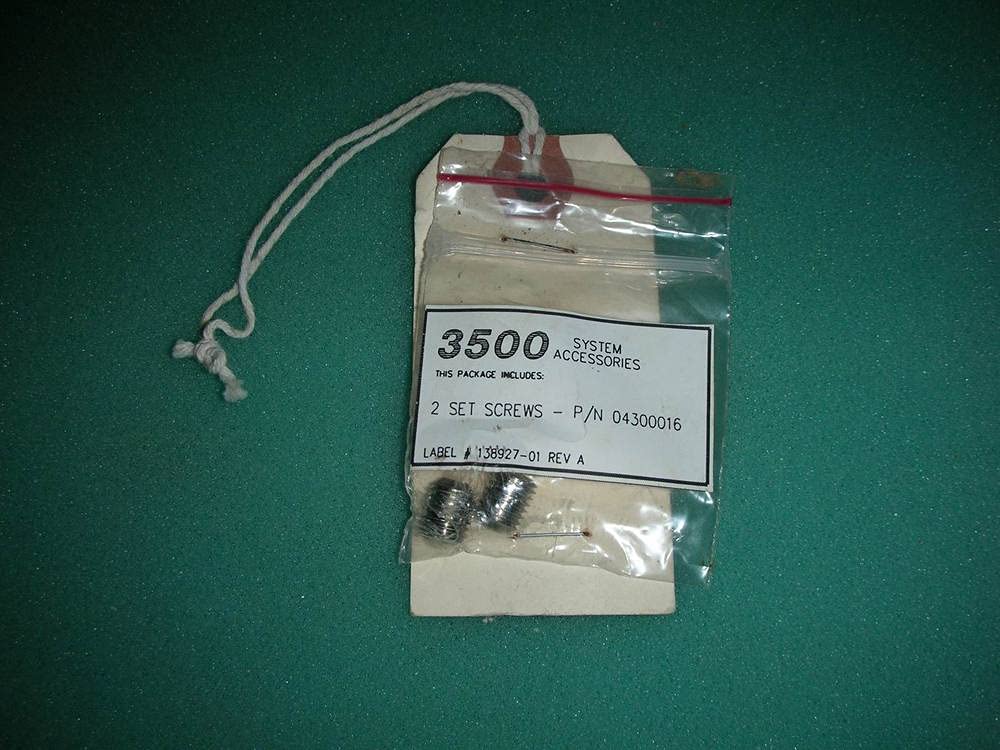 3500 SYSTEM ACCESSORIES
THIS PACKAGE INCLUDES:
2 SET SCREWS - P/N 04300016
LABEL # 138927-01 REV A